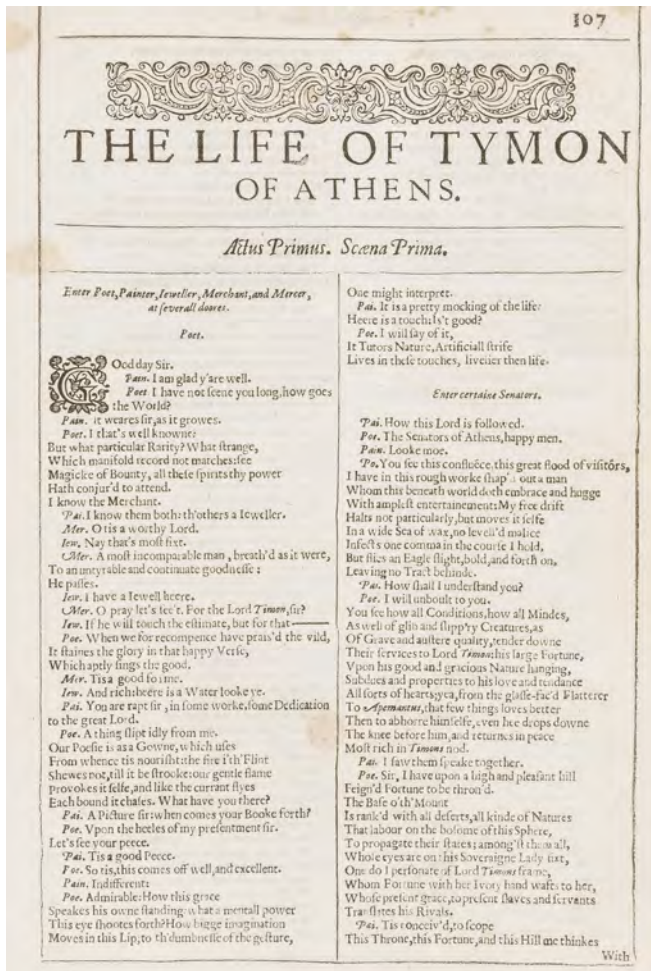 107
THE LIFE OF TYMON
OF ATHENS.
Actus Primus. Scæna Prima.
Enter Poet, Painter, Ieweller, Merchant, and Mercer,
at seuerall doores.
Poet.
GOod day Sir.
Pain. I am glad y'are well.
Poet. I haue not seene you long, how goes
the World?
Pain. It weares sir, as it growes.
Poet. I that's well knowne:
But what particular Rarity? What strange,
Which manifold record not matches: see
Magicke of Bounty, all these spirits thy power
Hath coniur'd to attend.
I know the Merchant.
Pai. I know them both: th'others a Ieweller.
Mer. O tis a worthy Lord.
Iew. Nay that's most fixt.
Mer. A most incomparable man, breath'd as it were,
To an vntyrable and continuate goodnesse:
He passes.
Iew. I haue a Iewell heere.
Mer. O pray let's see't. For the Lord Timon, sir?
Iew. If he will touch the estimate, but for that——
Poe. When we for recompence haue prais'd the vild,
It staines the glory in that happy Verse,
Which aptly sings the good.
Mer. Tis a good forme.
Iew. And rich: heere is a Water looke ye.
Pai. You are rapt sir, in some worke, some Dedication
to the great Lord.
Poe. A thing slipt idly from me.
Our Poesie is as a Gowne, which vses
From whence tis nourisht: the fire i'th'Flint
Shewes not, till it be strooke: our gentle flame
Prouokes it selfe, and like the currant flyes
Each bound it chases. What haue you there?
Pai. A Picture sir: when comes your Booke forth?
Poe. Vpon the heeles of my presentment sir.
Let's see your peece.
Pai. Tis a good Peece.
Poe. So tis, this comes off well, and excellent.
Pain. Indifferent:
Poe. Admirable: How this grace
Speakes his owne standing: what a mentall power
This eye shootes forth? How bigge imagination
Moues in this Lip, to th'dumbnesse of the gesture,
One might interpret.
Pai. It is a pretty mocking of the life:
Heere is a touch: Is't good?
Poe. I will say of it,
It Tutors Nature, Artificiall strife
Liues in these touches, liuelier then life.
Enter certaine Senators.
Pai. How this Lord is followed.
Poe. The Senators of Athens, happy men.
Pain. Looke moe.
Po. You see this confluēce, this great flood of visitōrs,
I haue in this rough worke shap'd out a man
Whom this beneath world doth embrace and hugge
With amplest entertainement: My free drift
Halts not particularly, but moues it selfe
In a wide Sea of wax, no leuell'd malice
Infects one comma in the course I hold,
But flies an Eagle flight, bold, and forth on,
Leauing no Tract behinde.
Pai. How shall I vnderstand you?
Poe. I will vnboult to you.
You see how all Conditions, how all Mindes,
As well of glib and slipp'ry Creatures, as
Of Graue and austere quality, tender downe
Their seruices to Lord Timon: his large Fortune,
Vpon his good and gracious Nature hanging,
Subdues and properties to his loue and tendance
All sorts of hearts; yea, from the glasse-fac'd Flatterer
To Apemantus, that few things loues better
Then to abhorre himselfe, euen hee drops downe
The knee before him, and returnes in peace
Most rich in Timons nod.
Pai. I saw them speake together.
Poe. Sir, I haue vpon a high and pleasant hill
Feign'd Fortune to be thron'd.
The Base o'th'Mount
Is rank'd with all deserts, all kinde of Natures
That labour on the bosome of this Sphere,
To propagate their states; among'st them all,
Whose eyes are on this Soueraigne Lady fixt,
One do I personate of Lord Timons frame,
Whom Fortune with her Iuory hand wafts to her,
Whose present grace, to present slaues and seruants
Translates his Riuals.
Pai. Tis conceiu'd, to scope
This Throne, this Fortune, and this Hill me thinkes
With